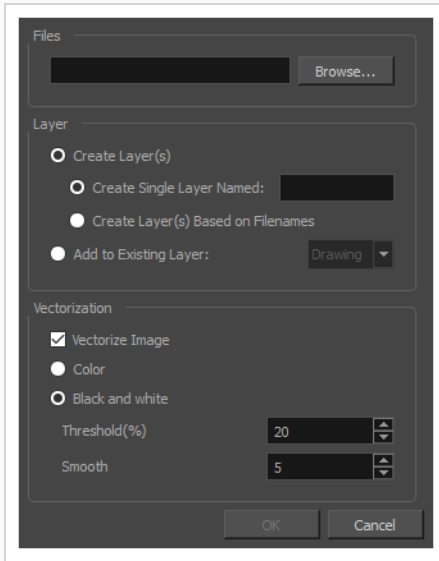 Files
Browse...
Layer
Create Layer(s)
Create Single Layer Named:
Create Layer(s) Based on Filenames
Add to Existing Layer: Drawing
Vectorization
Vectorize Image
Color
Black and white
Threshold(%) 20
Smooth 5
OK Cancel